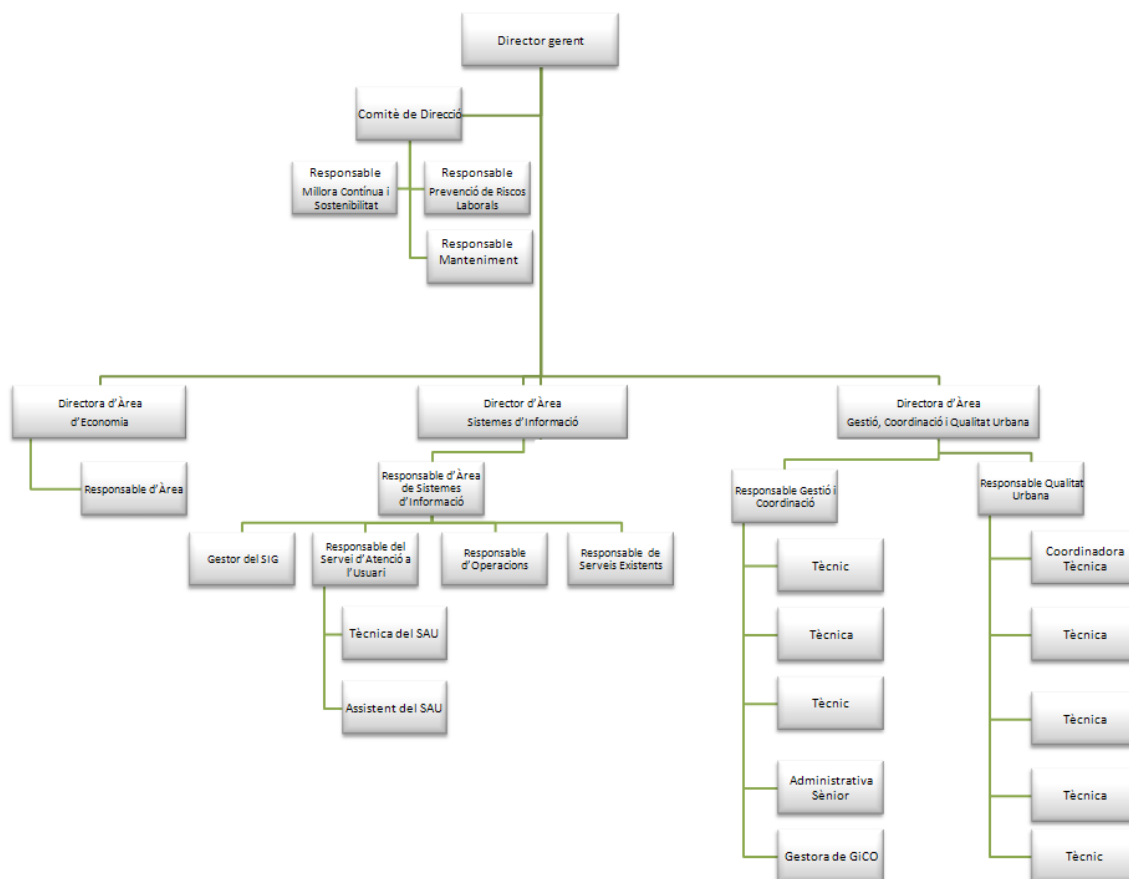 Director gerent
Comitè de Direcció
Responsable
Millora Contínua i
Sostenibilitat
Responsable
Prevenció de Riscos
Laborals
Responsable
Manteniment
Directora d’Àrea
d’Economia
Director d’Àrea
Sistemes d’Informació
Directora d’Àrea
Gestió, Coordinació i Qualitat Urbana
Responsable d’Àrea
Responsable d’Àrea
de Sistemes
d’Informació
Responsable Gestió i
Coordinació
Responsable Qualitat
Urbana
Gestor del SIG
Responsable del
Servei d’Atenció a
l’Usuari
Responsable
d’Operacions
Responsable de
Serveis Existents
Tècnica del SAU
Assistent del SAU
Tècnic
Tècnica
Tècnic
Administrativa
Sènior
Gestora de GiCO
Coordinadora
Tècnica
Tècnica
Tècnica
Tècnica
Tècnic